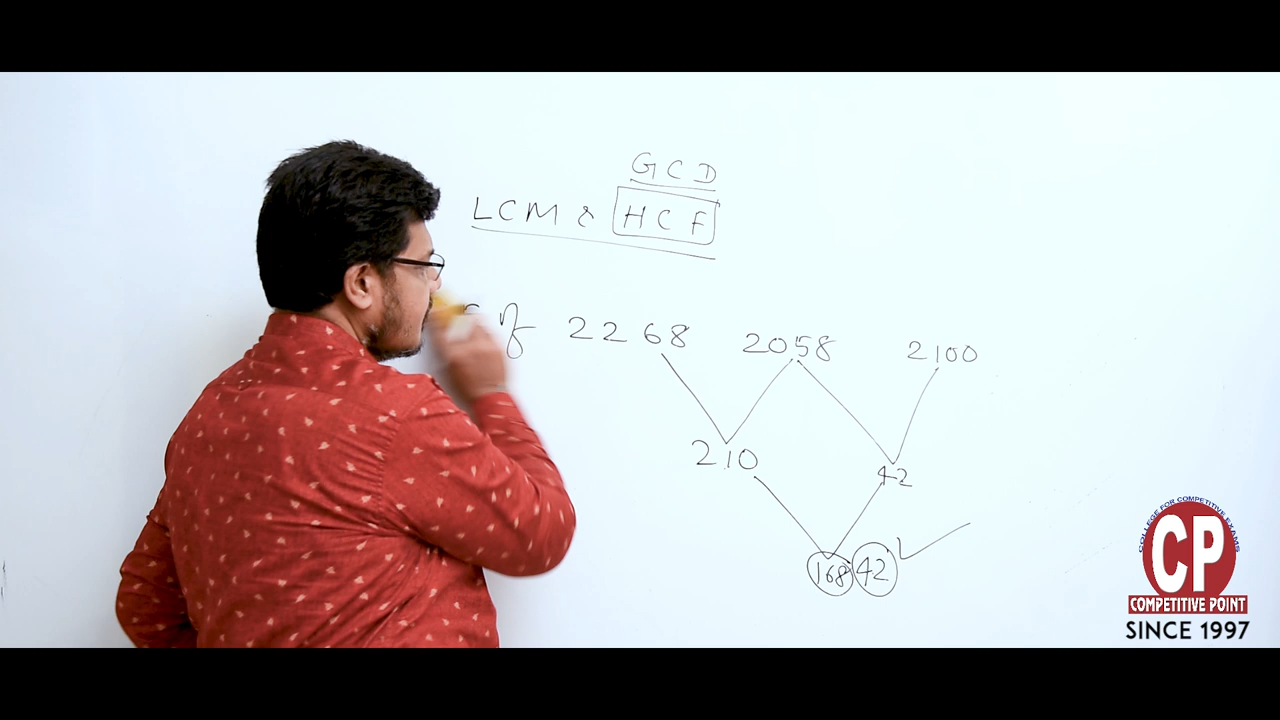 GCD
LCM & HCF
of 2268 2058 2100
210 42
168 42
COLLEGE FOR COMPETITIVE EXAMS
CP
COMPETITIVE POINT
SINCE 1997